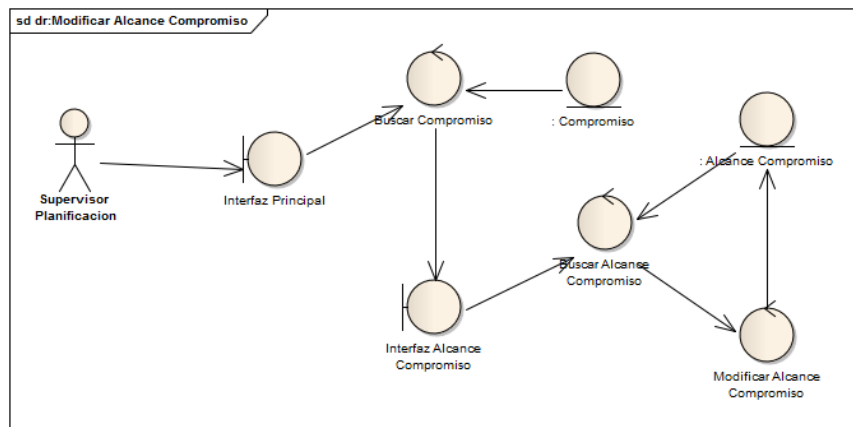 sd dr:Modificar Alcance Compromiso
Buscar Compromiso
: Compromiso
: Alcance Compromiso
Supervisor
Planificacion
Interfaz Principal
Buscar Alcance
Compromiso
Interfaz Alcance
Compromiso
Modificar Alcance
Compromiso